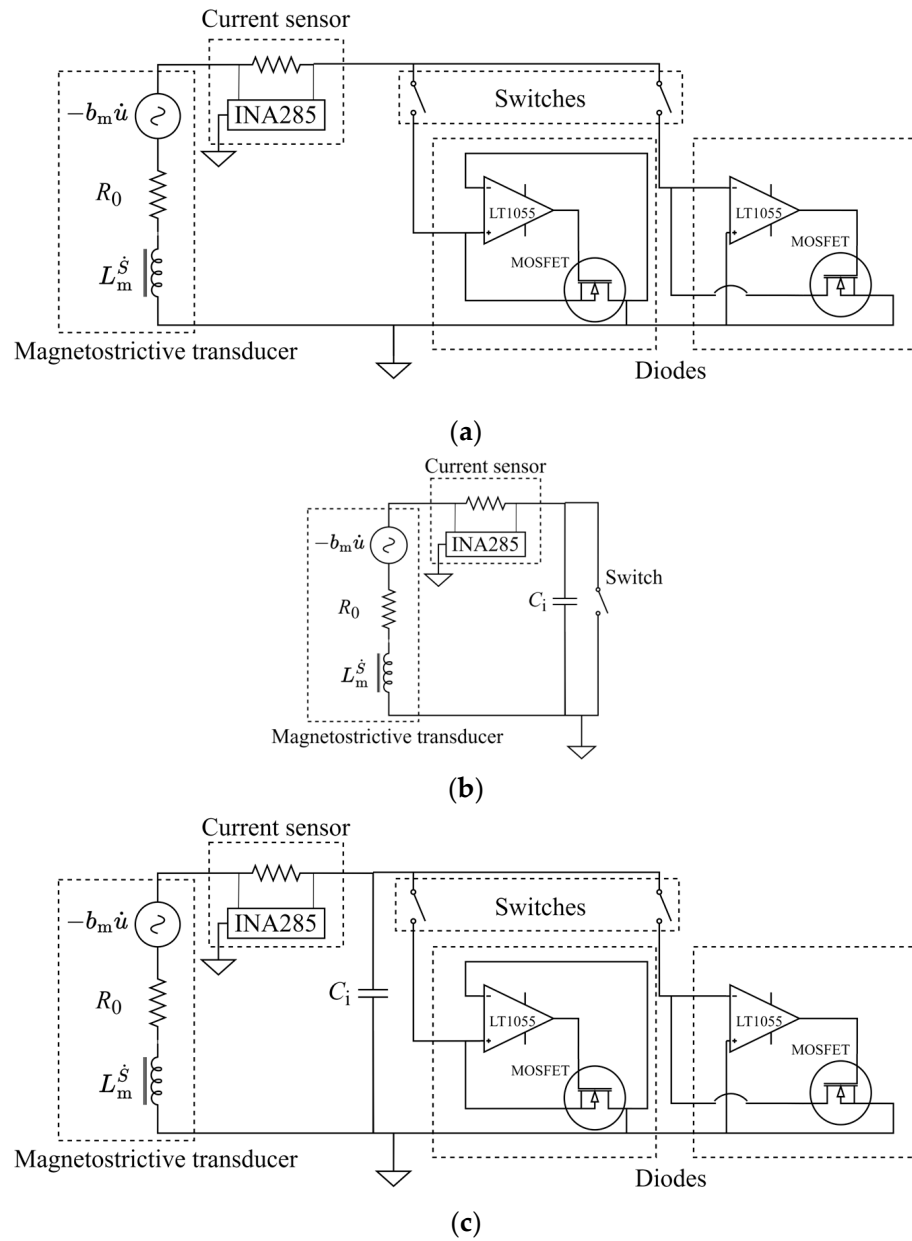 Current sensor
−b_m u̇
INA285
Switches
R_0
LT1055
LT1055
MOSFET
MOSFET
L_m^Ṡ
Magnetostrictive transducer
Diodes
(a)
Current sensor
−b_m u̇
INA285
Switch
R_0
C_i
L_m^Ṡ
Magnetostrictive transducer
(b)
Current sensor
−b_m u̇
INA285
Switches
R_0
C_i
LT1055
LT1055
MOSFET
MOSFET
L_m^Ṡ
Magnetostrictive transducer
Diodes
(c)